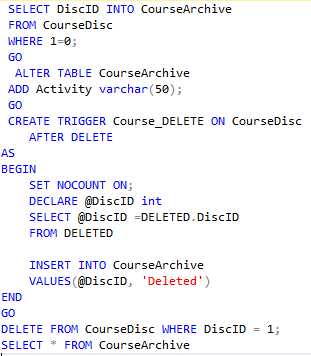 SELECT DiscID INTO CourseArchive
FROM CourseDisc
WHERE 1=0;
GO
ALTER TABLE CourseArchive
ADD Activity varchar(50);
GO
CREATE TRIGGER Course_DELETE ON CourseDisc
AFTER DELETE
AS
BEGIN
SET NOCOUNT ON;
DECLARE @DiscID int
SELECT @DiscID =DELETED.DiscID
FROM DELETED
INSERT INTO CourseArchive
VALUES(@DiscID, 'Deleted')
END
GO
DELETE FROM CourseDisc WHERE DiscID = 1;
SELECT * FROM CourseArchive